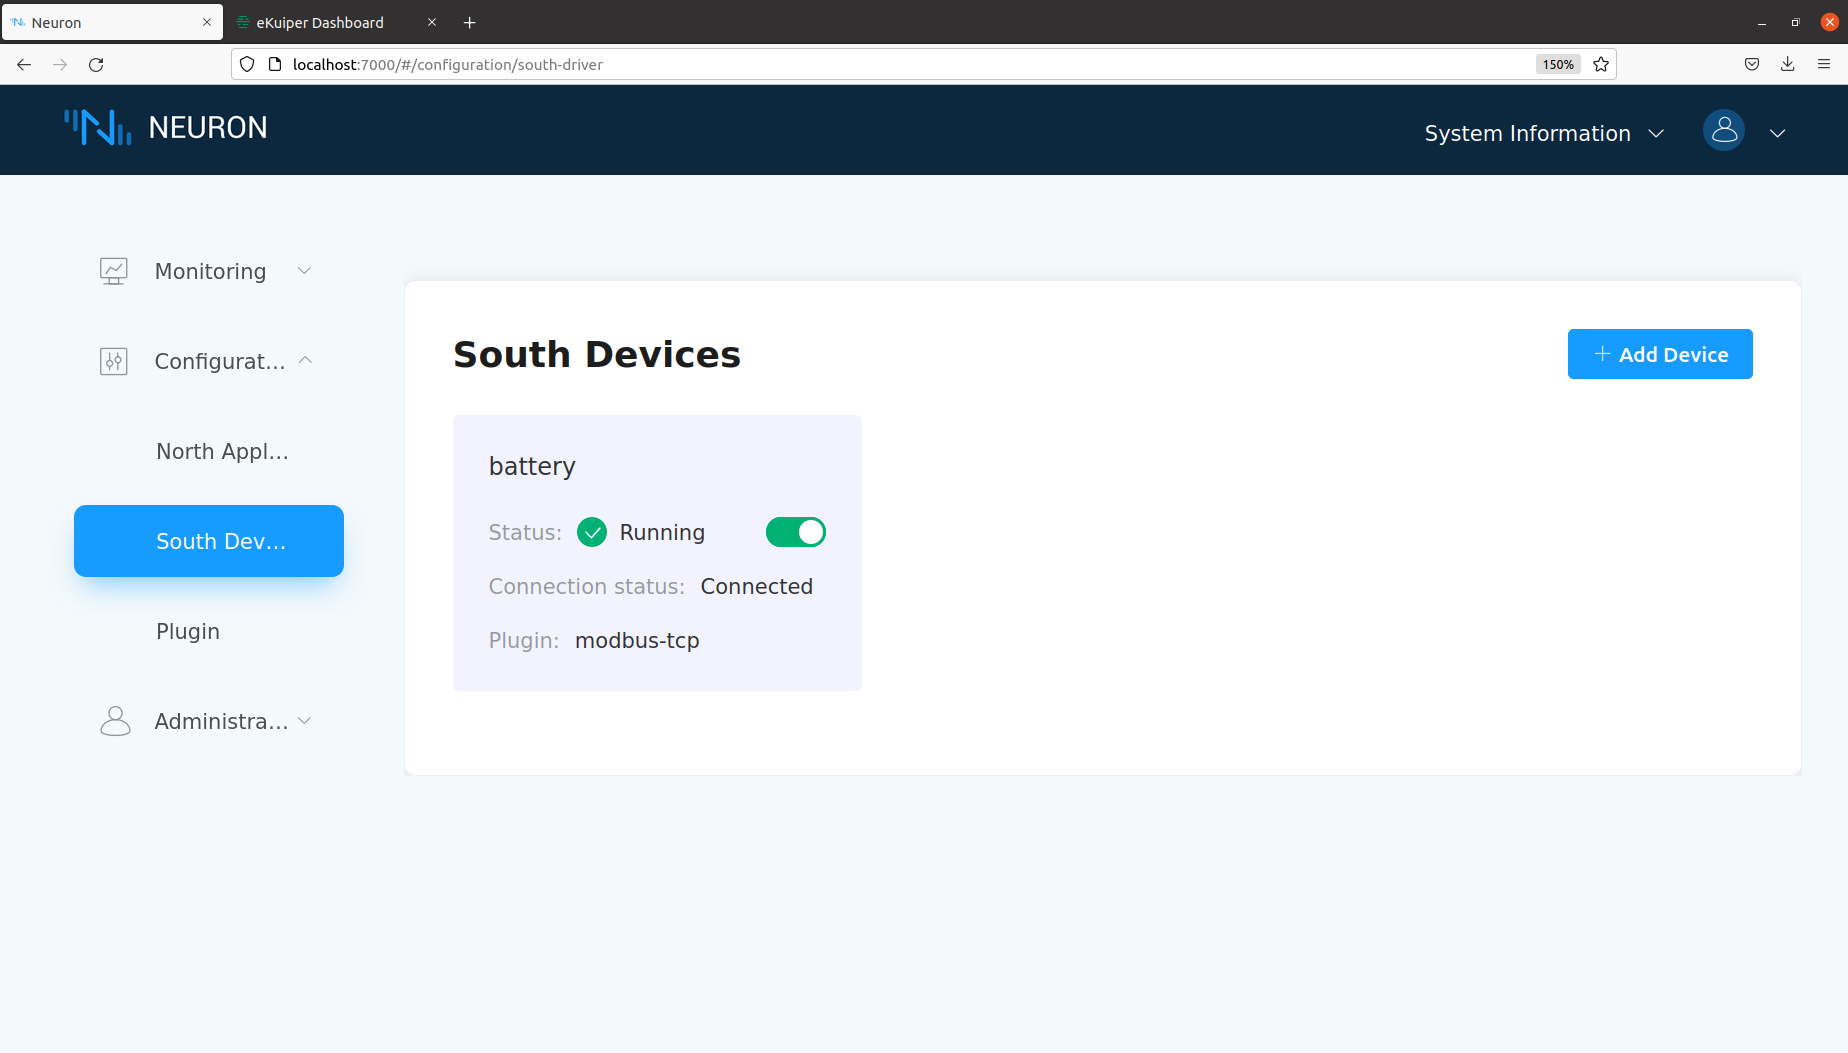 Neuron
eKuiper Dashboard
localhost:7000/#/configuration/south-driver
150%
NEURON
System Information
Monitoring
Configurat...
North Appl...
South Dev...
Plugin
Administra...
South Devices
+ Add Device
battery
Status: Running
Connection status: Connected
Plugin: modbus-tcp